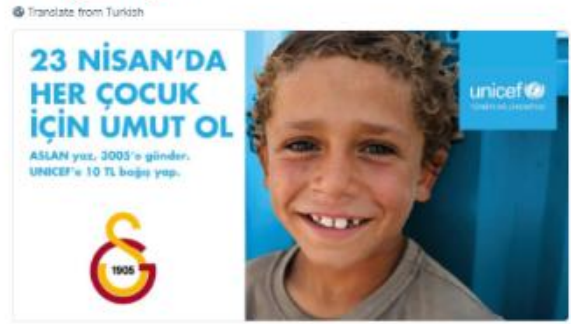 Translate from Turkish
23 NİSAN'DA
HER ÇOCUK
İÇİN UMUT OL
ASLAN yaz, 3005'e gönder.
UNICEF'e 10 TL bağış yap.
unicef
1905